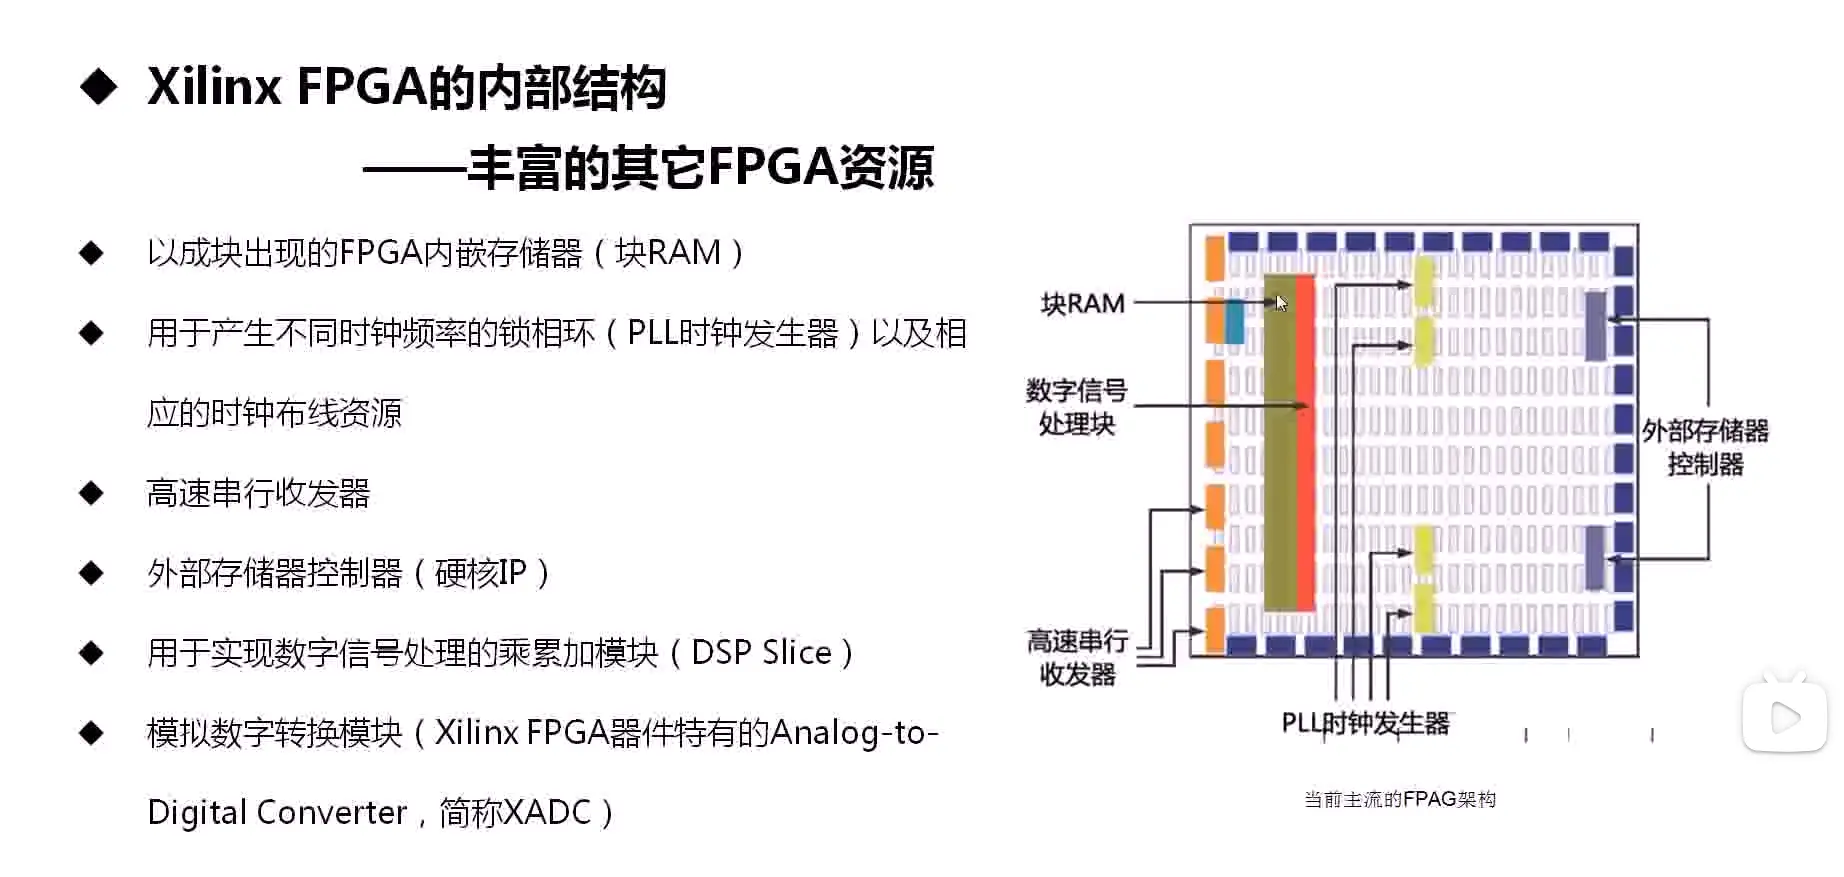 ◆ Xilinx FPGA的内部结构
——丰富的其它FPGA资源
◆ 以成块出现的FPGA内嵌存储器（块RAM）
◆ 用于产生不同时钟频率的锁相环（PLL时钟发生器）以及相
应的时钟布线资源
◆ 高速串行收发器
◆ 外部存储器控制器（硬核IP）
◆ 用于实现数字信号处理的乘累加模块（DSP Slice）
◆ 模拟数字转换模块（Xilinx FPGA器件特有的Analog-to-
Digital Converter，简称XADC）
块RAM
数字信号
处理块
高速串行
收发器
外部存储器
控制器
PLL时钟发生器
当前主流的FPAG架构